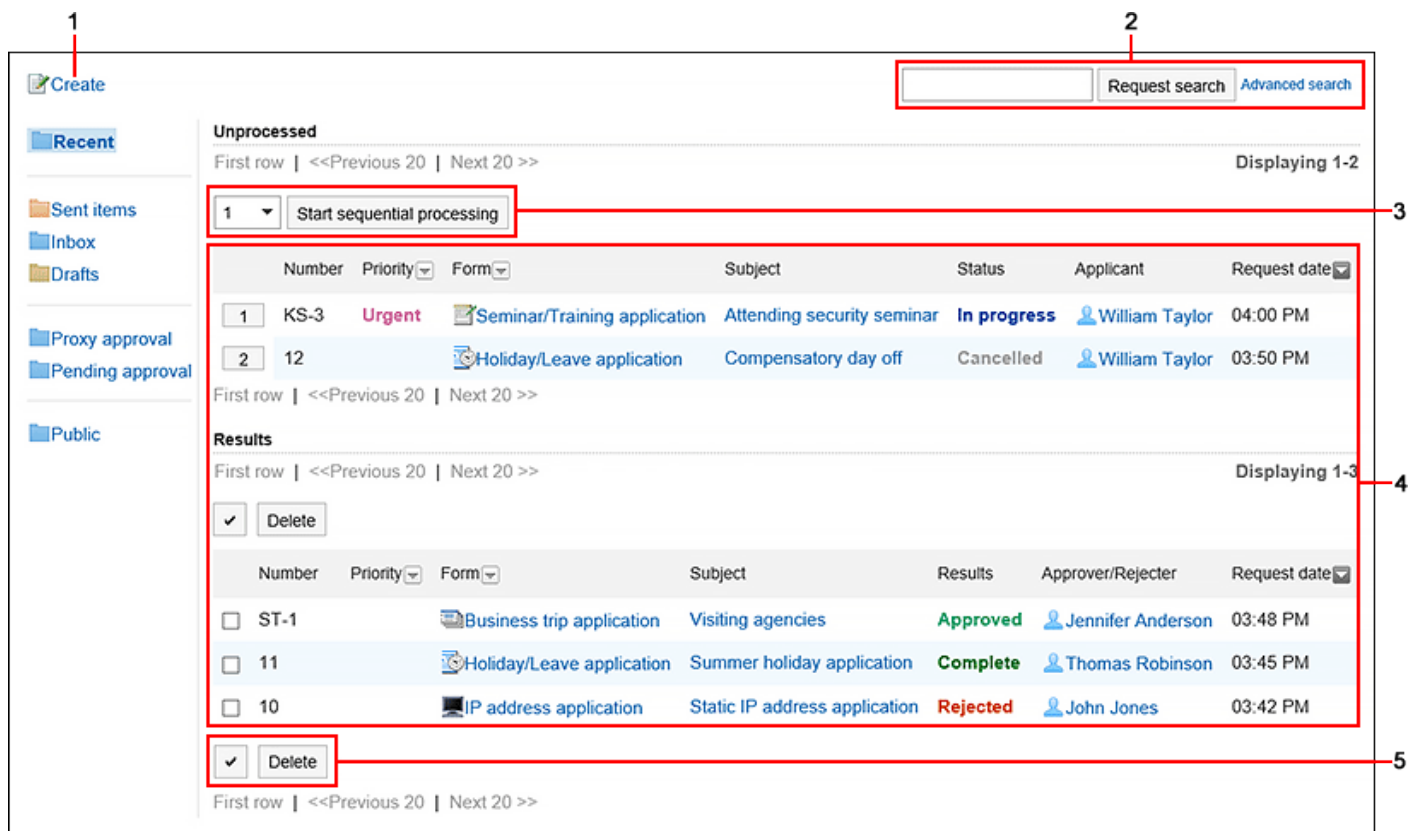 1
2
Create
Request search Advanced search
Recent
Unprocessed
First row | <<Previous 20 | Next 20 >> Displaying 1-2
Sent items
Inbox
Drafts
Proxy approval
Pending approval
Public
1 Start sequential processing 3
Number Priority Form Subject Status Applicant Request date
1 KS-3 Urgent Seminar/Training application Attending security seminar In progress William Taylor 04:00 PM
2 12 Holiday/Leave application Compensatory day off Cancelled William Taylor 03:50 PM
First row | <<Previous 20 | Next 20 >>
Results
First row | <<Previous 20 | Next 20 >> Displaying 1-3
4
Delete
Number Priority Form Subject Results Approver/Rejecter Request date
ST-1 Business trip application Visiting agencies Approved Jennifer Anderson 03:48 PM
11 Holiday/Leave application Summer holiday application Complete Thomas Robinson 03:45 PM
10 IP address application Static IP address application Rejected John Jones 03:42 PM
Delete 5
First row | <<Previous 20 | Next 20 >>